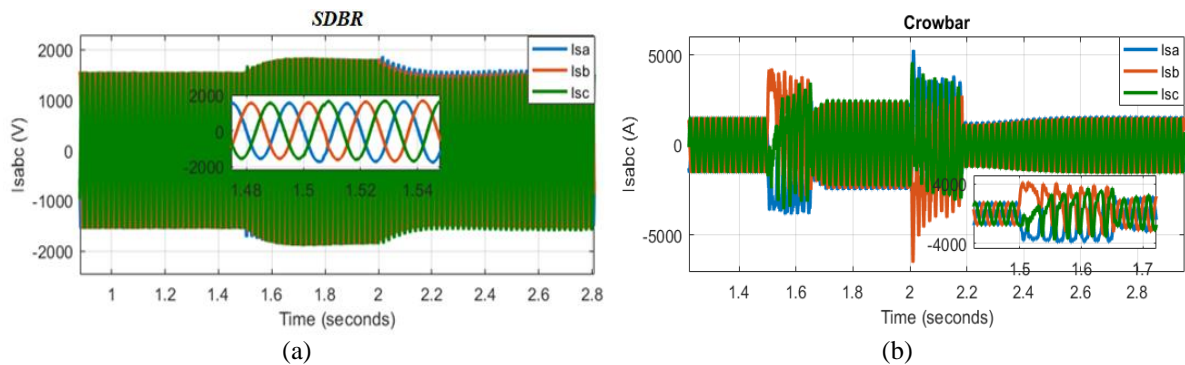 SDBR
2000
1000
0
-1000
-2000
Isabc (V)
Isa
Isb
Isc
2000
0
-2000
1.48
1.5
1.52
1.54
1
1.2
1.4
1.6
1.8
2
2.2
2.4
2.6
2.8
Time (seconds)
(a)
Crowbar
5000
0
-5000
Isabc (A)
Isa
Isb
Isc
4000
-4000
1.5
1.6
1.7
1.4
1.6
1.8
2
2.2
2.4
2.6
2.8
Time (seconds)
(b)